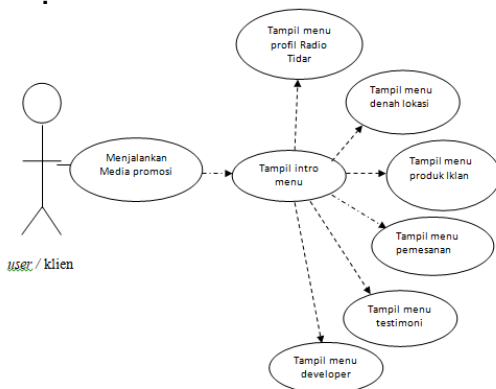 Tampil menu
profil Radio
Tidar
Tampil menu
denah lokasi
Menjalankan
Media promosi
Tampil intro
menu
Tampil menu
produk Iklan
Tampil menu
pemesanan
user / klien
Tampil menu
testimoni
Tampil menu
developer